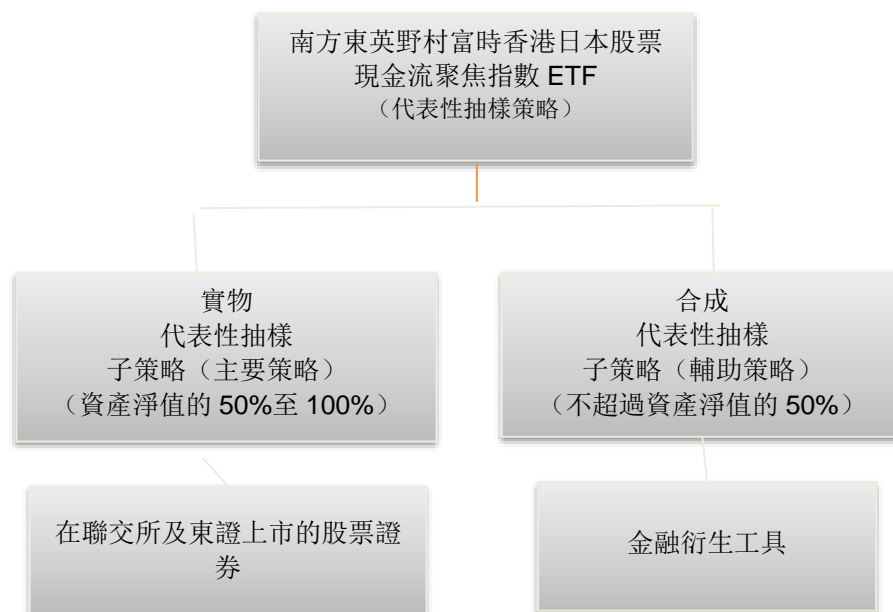 南方東英野村富時香港日本股票
現金流聚焦指數 ETF
（代表性抽樣策略）
實物
代表性抽樣
子策略（主要策略）
（資產淨值的 50%至 100%）
合成
代表性抽樣
子策略（輔助策略）
（不超過資產淨值的 50%）
在聯交所及東證上市的股票證
券
金融衍生工具